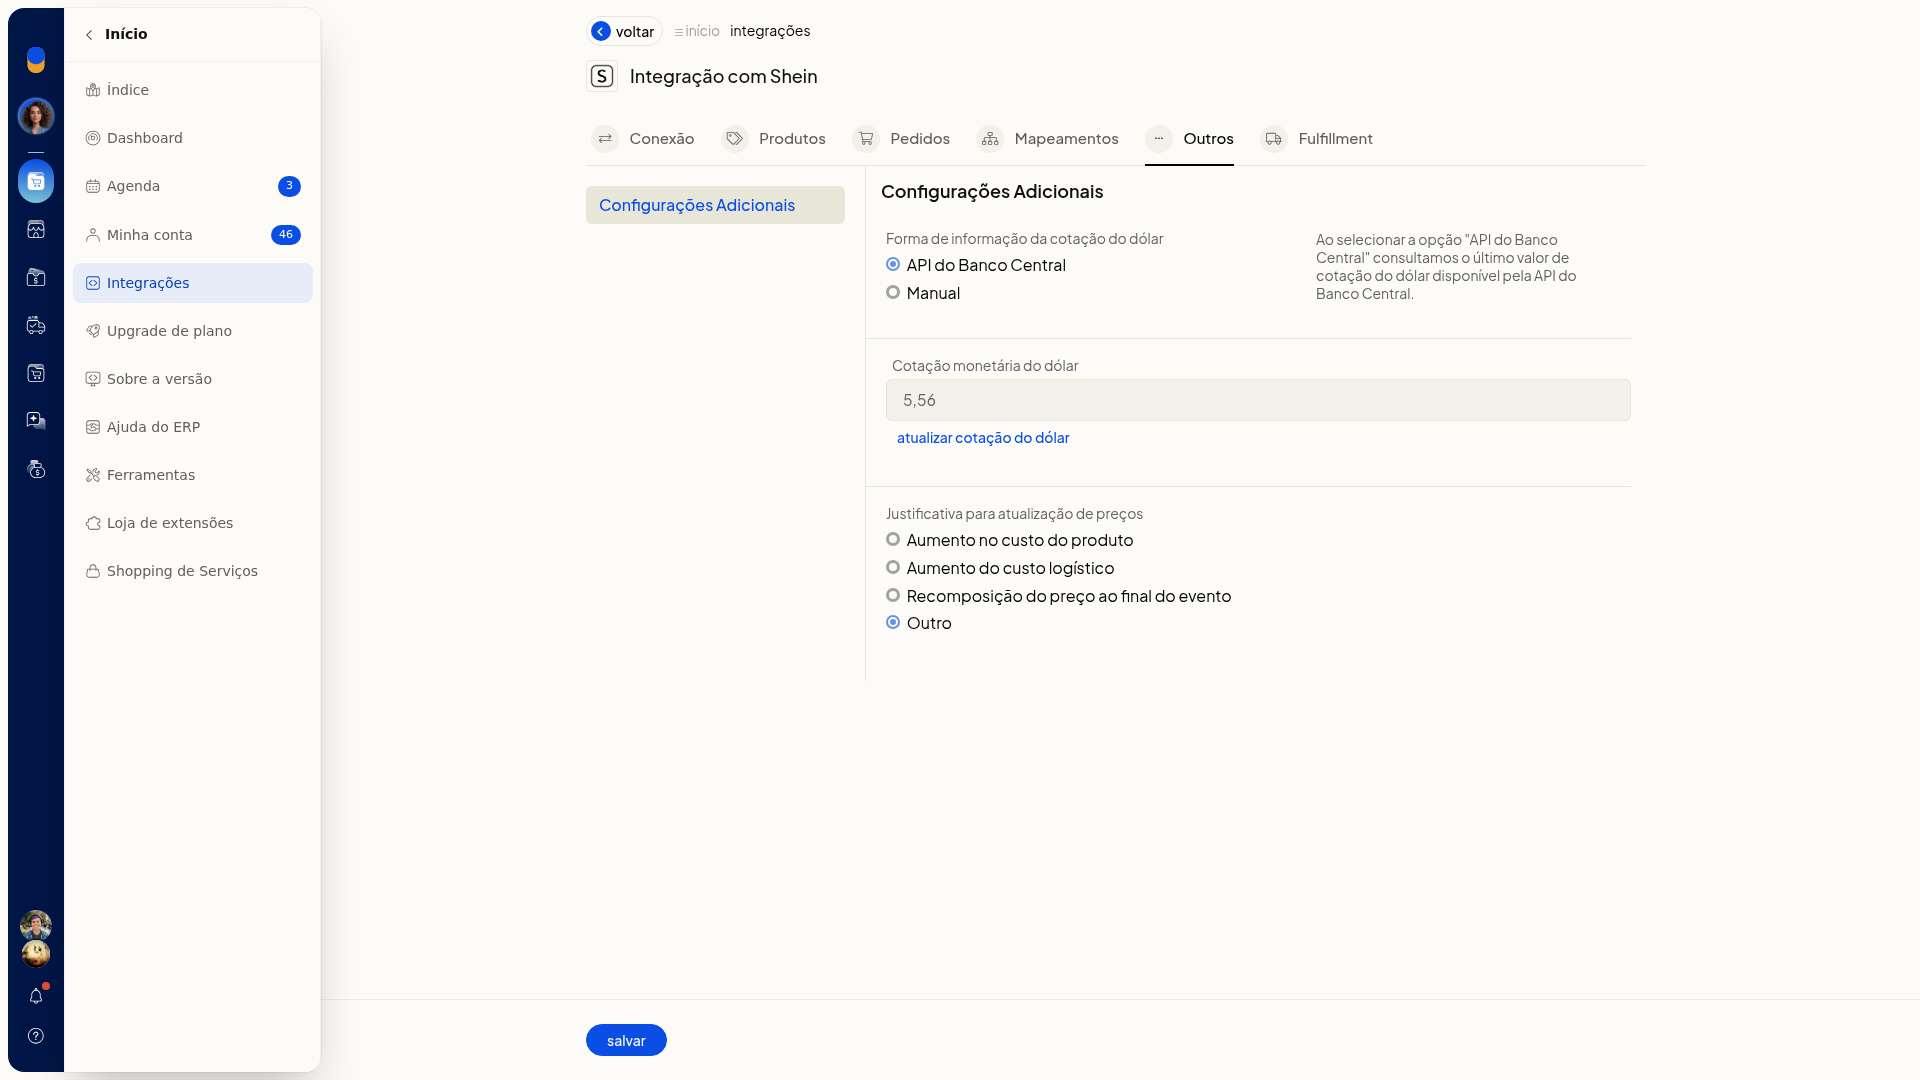 Início
Índice
Dashboard
Agenda 3
Minha conta 46
Integrações
Upgrade de plano
Sobre a versão
Ajuda do ERP
Ferramentas
Loja de extensões
Shopping de Serviços
voltar início integrações
S Integração com Shein
Conexão Produtos Pedidos Mapeamentos Outros Fulfillment
Configurações Adicionais
Configurações Adicionais
Forma de informação da cotação do dólar
API do Banco Central
Manual
Ao selecionar a opção "API do Banco
Central" consultamos o último valor de
cotação do dólar disponível pela API do
Banco Central.
Cotação monetária do dólar
5,56
atualizar cotação do dólar
Justificativa para atualização de preços
Aumento no custo do produto
Aumento do custo logístico
Recomposição do preço ao final do evento
Outro
salvar